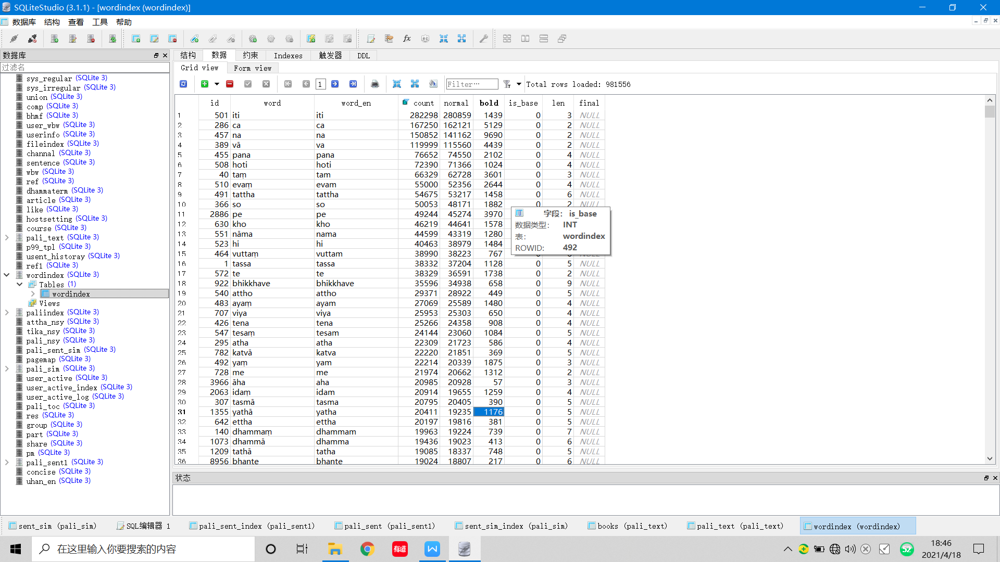 SQLiteStudio (3.1.1) - [wordindex (wordindex)]
数据库 结构 查看 工具 帮助
数据库
过滤名
sys_regular (SQLite 3)
sys_irregular (SQLite 3)
union (SQLite 3)
comp (SQLite 3)
bhmf (SQLite 3)
user_wbw (SQLite 3)
userinfo (SQLite 3)
fileindex (SQLite 3)
channal (SQLite 3)
sentence (SQLite 3)
wbw (SQLite 3)
ref (SQLite 3)
dhammaterm (SQLite 3)
article (SQLite 3)
like (SQLite 3)
hostsetting (SQLite 3)
course (SQLite 3)
pali_text (SQLite 3)
p99_tpl (SQLite 3)
usent_historay (SQLite 3)
ref1 (SQLite 3)
wordindex (SQLite 3)
Tables (1)
wordindex
Views
paliindex (SQLite 3)
attha_nsy (SQLite 3)
tika_nsy (SQLite 3)
pali_nsy (SQLite 3)
pali_sent_sim (SQLite 3)
pagemap (SQLite 3)
pali_sim (SQLite 3)
user_active (SQLite 3)
user_active_index (SQLite 3)
user_active_log (SQLite 3)
pali_toc (SQLite 3)
res (SQLite 3)
group (SQLite 3)
part (SQLite 3)
share (SQLite 3)
pm (SQLite 3)
pali_sent1 (SQLite 3)
concise (SQLite 3)
uhan_en (SQLite 3)
结构 数据 约束 Indexes 触发器 DDL
Grid view Form view
1 Filter… Total rows loaded: 981556
id word word_en count normal bold is_base len final
1 501 iti iti 282298 280859 1439 0 3 NULL
2 286 ca ca 167250 162121 5129 0 2 NULL
3 457 na na 150852 141162 9690 0 2 NULL
4 389 vā va 119999 115560 4439 0 2 NULL
5 455 pana pana 76652 74550 2102 0 4 NULL
6 508 hoti hoti 72390 71366 1024 0 4 NULL
7 40 taṃ tam 66329 62728 3601 0 3 NULL
8 510 evaṃ evam 55000 52356 2644 0 4 NULL
9 491 tattha tattha 54675 53217 1458 0 6 NULL
10 366 so so 50053 48171 1882 0 2 NULL
11 2886 pe pe 49244 45274 3970
12 630 kho kho 46219 44641 1578
13 551 nāma nama 44599 43319 1280
14 523 hi hi 40463 38979 1484
15 464 vuttaṃ vuttam 38990 38223 767
16 1 tassa tassa 38332 37204 1128 0 5 NULL
17 572 te te 38329 36591 1738 0 2 NULL
18 922 bhikkhave bhikkhave 35596 34938 658 0 9 NULL
19 540 attho attho 29371 28922 449 0 5 NULL
20 483 ayaṃ ayam 27069 25589 1480 0 4 NULL
21 707 viya viya 25953 25303 650 0 4 NULL
22 426 tena tena 25266 24358 908 0 4 NULL
23 547 tesaṃ tesam 24144 23060 1084 0 5 NULL
24 295 atha atha 22309 21723 586 0 4 NULL
25 782 katvā katva 22220 21851 369 0 5 NULL
26 492 yaṃ yam 22214 20339 1875 0 3 NULL
27 728 me me 21974 20662 1312 0 2 NULL
28 3966 āha aha 20985 20928 57 0 3 NULL
29 2063 idaṃ idam 20914 19655 1259 0 4 NULL
30 307 tasmā tasma 20795 20405 390 0 5 NULL
31 1355 yathā yatha 20411 19235 1176 0 5 NULL
32 642 ettha ettha 20197 19816 381 0 5 NULL
33 140 dhammaṃ dhammam 19963 19224 739 0 7 NULL
34 1073 dhammā dhamma 19436 19023 413 0 6 NULL
35 1209 tathā tatha 19085 18337 748 0 5 NULL
36 8956 bhante bhante 19024 18807 217 0 6 NULL
字段: is_base
数据类型: INT
表: wordindex
ROWID: 492
状态
sent_sim (pali_sim) SQL编辑器 1 pali_sent_index (pali_sent1) pali_sent (pali_sent1) sent_sim_index (pali_sim) books (pali_text) pali_text (pali_text) wordindex (wordindex)
在这里输入你要搜索的内容
有道
52
18:46
2021/4/18